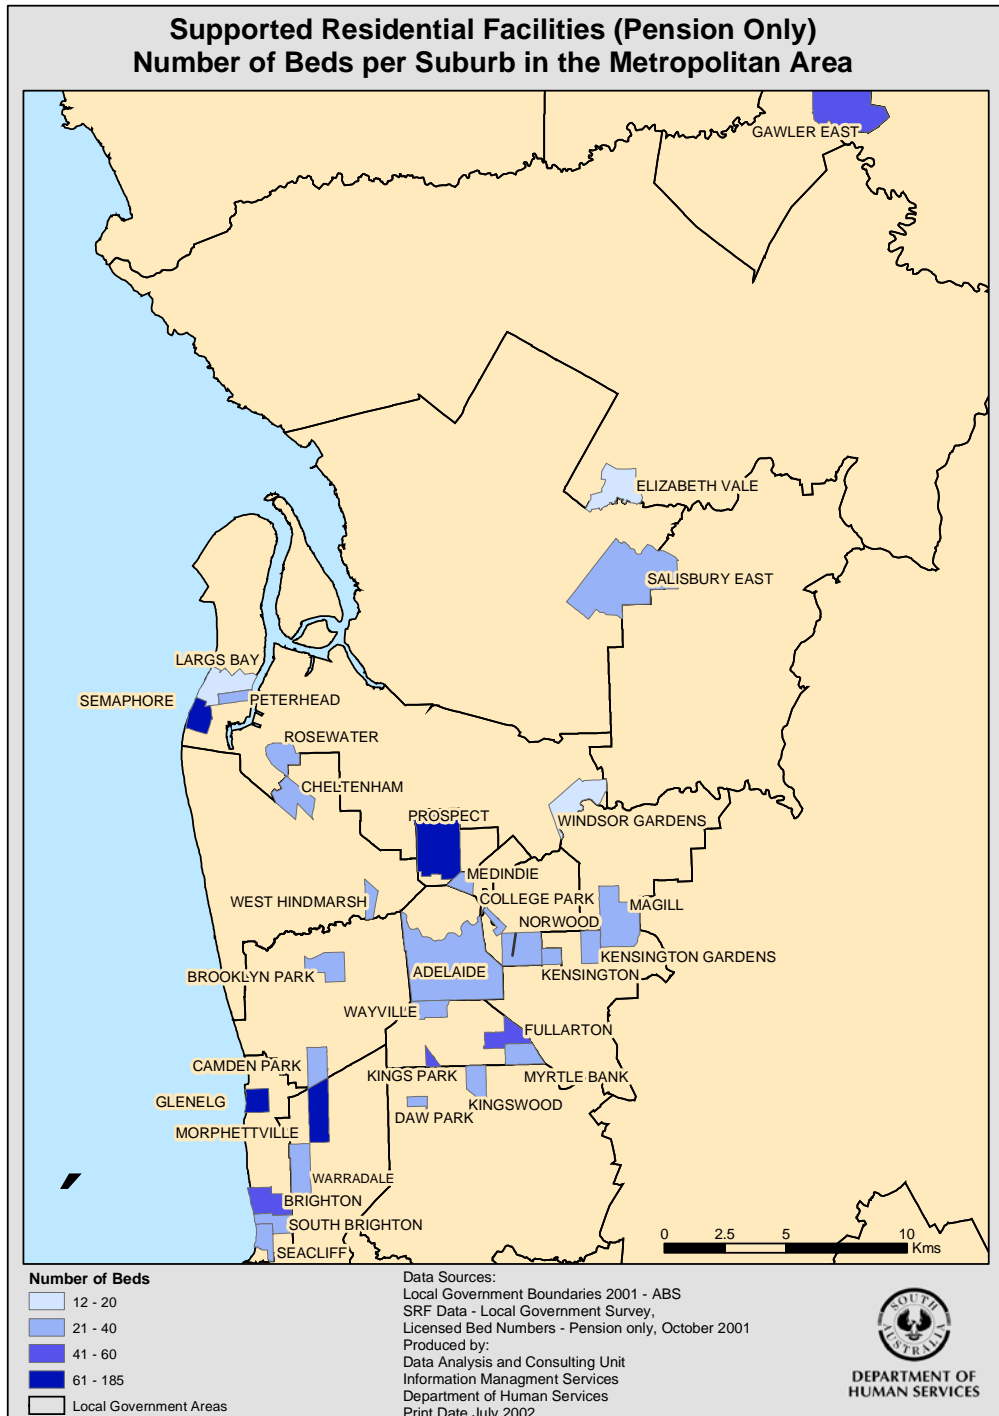 Supported Residential Facilities (Pension Only)
Number of Beds per Suburb in the Metropolitan Area
GAWLER EAST
ELIZABETH VALE
SALISBURY EAST
LARGS BAY
SEMAPHORE
PETERHEAD
ROSEWATER
CHELTENHAM
PROSPECT
WINDSOR GARDENS
MEDINDIE
COLLEGE PARK
WEST HINDMARSH
MAGILL
NORWOOD
KENSINGTON GARDENS
BROOKLYN PARK
ADELAIDE
KENSINGTON
WAYVILLE
FULLARTON
CAMDEN PARK
KINGS PARK
MYRTLE BANK
GLENELG
KINGSWOOD
DAW PARK
MORPHETTVILLE
WARRADALE
BRIGHTON
SOUTH BRIGHTON
SEACLIFF
0 2.5 5 10
Kms
Number of Beds
12 - 20
21 - 40
41 - 60
61 - 185
Local Government Areas
Data Sources:
Local Government Boundaries 2001 - ABS
SRF Data - Local Government Survey,
Licensed Bed Numbers - Pension only, October 2001
Produced by:
Data Analysis and Consulting Unit
Information Managment Services
Department of Human Services
Print Date July 2002
SOUTH
AUSTRALIA
DEPARTMENT OF
HUMAN SERVICES